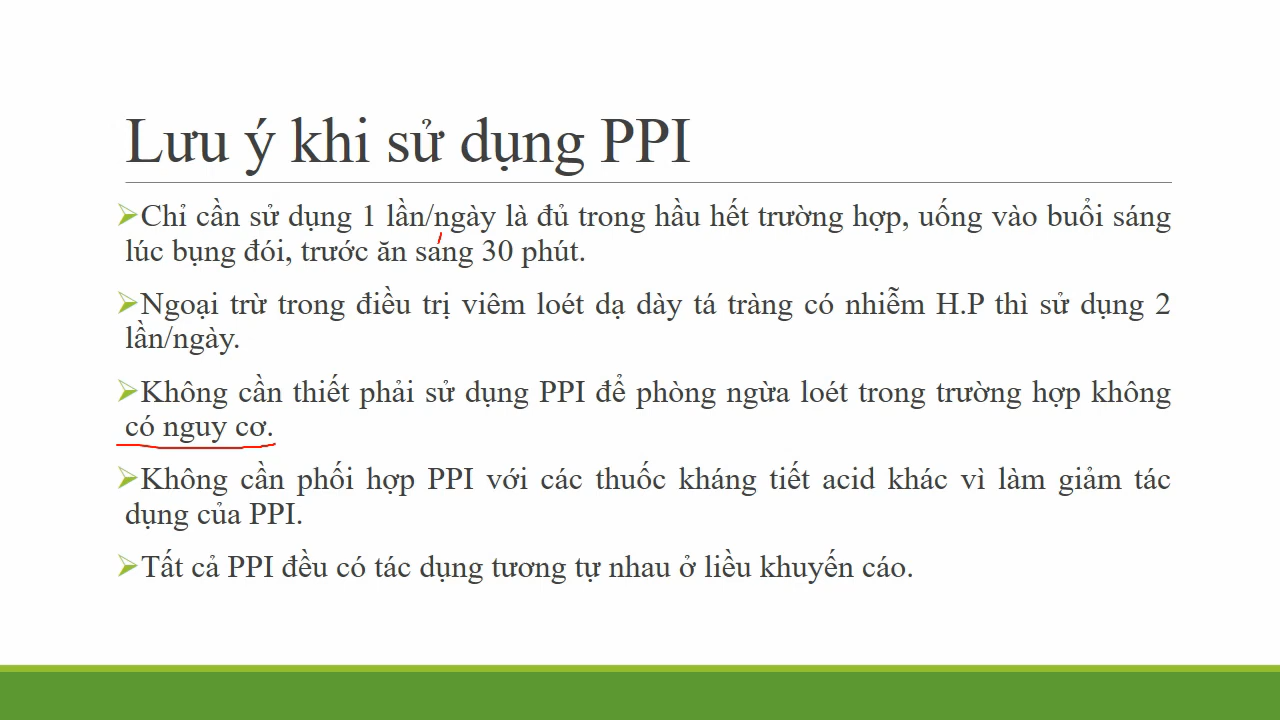 Lưu ý khi sử dụng PPI
Chỉ cần sử dụng 1 lần/ngày là đủ trong hầu hết trường hợp, uống vào buổi sáng
lúc bụng đói, trước ăn sang 30 phút.
Ngoại trừ trong điều trị viêm loét dạ dày tá tràng có nhiễm H.P thì sử dụng 2
lần/ngày.
Không cần thiết phải sử dụng PPI để phòng ngừa loét trong trường hợp không
có nguy cơ.
Không cần phối hợp PPI với các thuốc kháng tiết acid khác vì làm giảm tác
dụng của PPI.
Tất cả PPI đều có tác dụng tương tự nhau ở liều khuyến cáo.